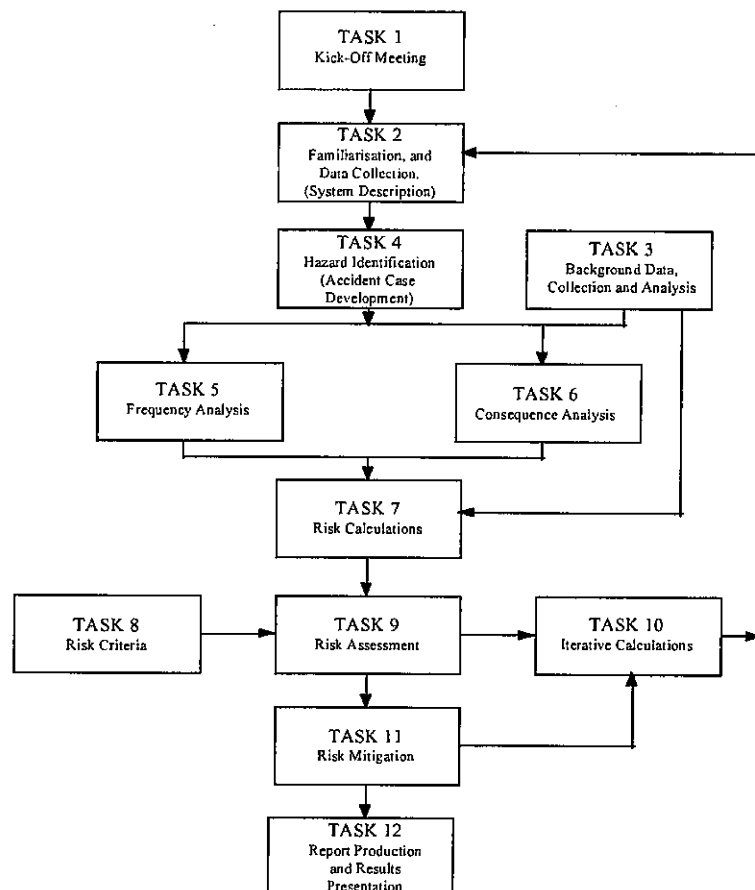 TASK 1
Kick-Off Meeting
TASK 2
Familiarisation, and
Data Collection,
(System Description)
TASK 4
Hazard Identification
(Accident Case
Development)
TASK 3
Background Data,
Collection and Analysis
TASK 5
Frequency Analysis
TASK 6
Consequence Analysis
TASK 7
Risk Calculations
TASK 8
Risk Criteria
TASK 9
Risk Assessment
TASK 10
Iterative Calculations
TASK 11
Risk Mitigation
TASK 12
Report Production
and Results
Presentation